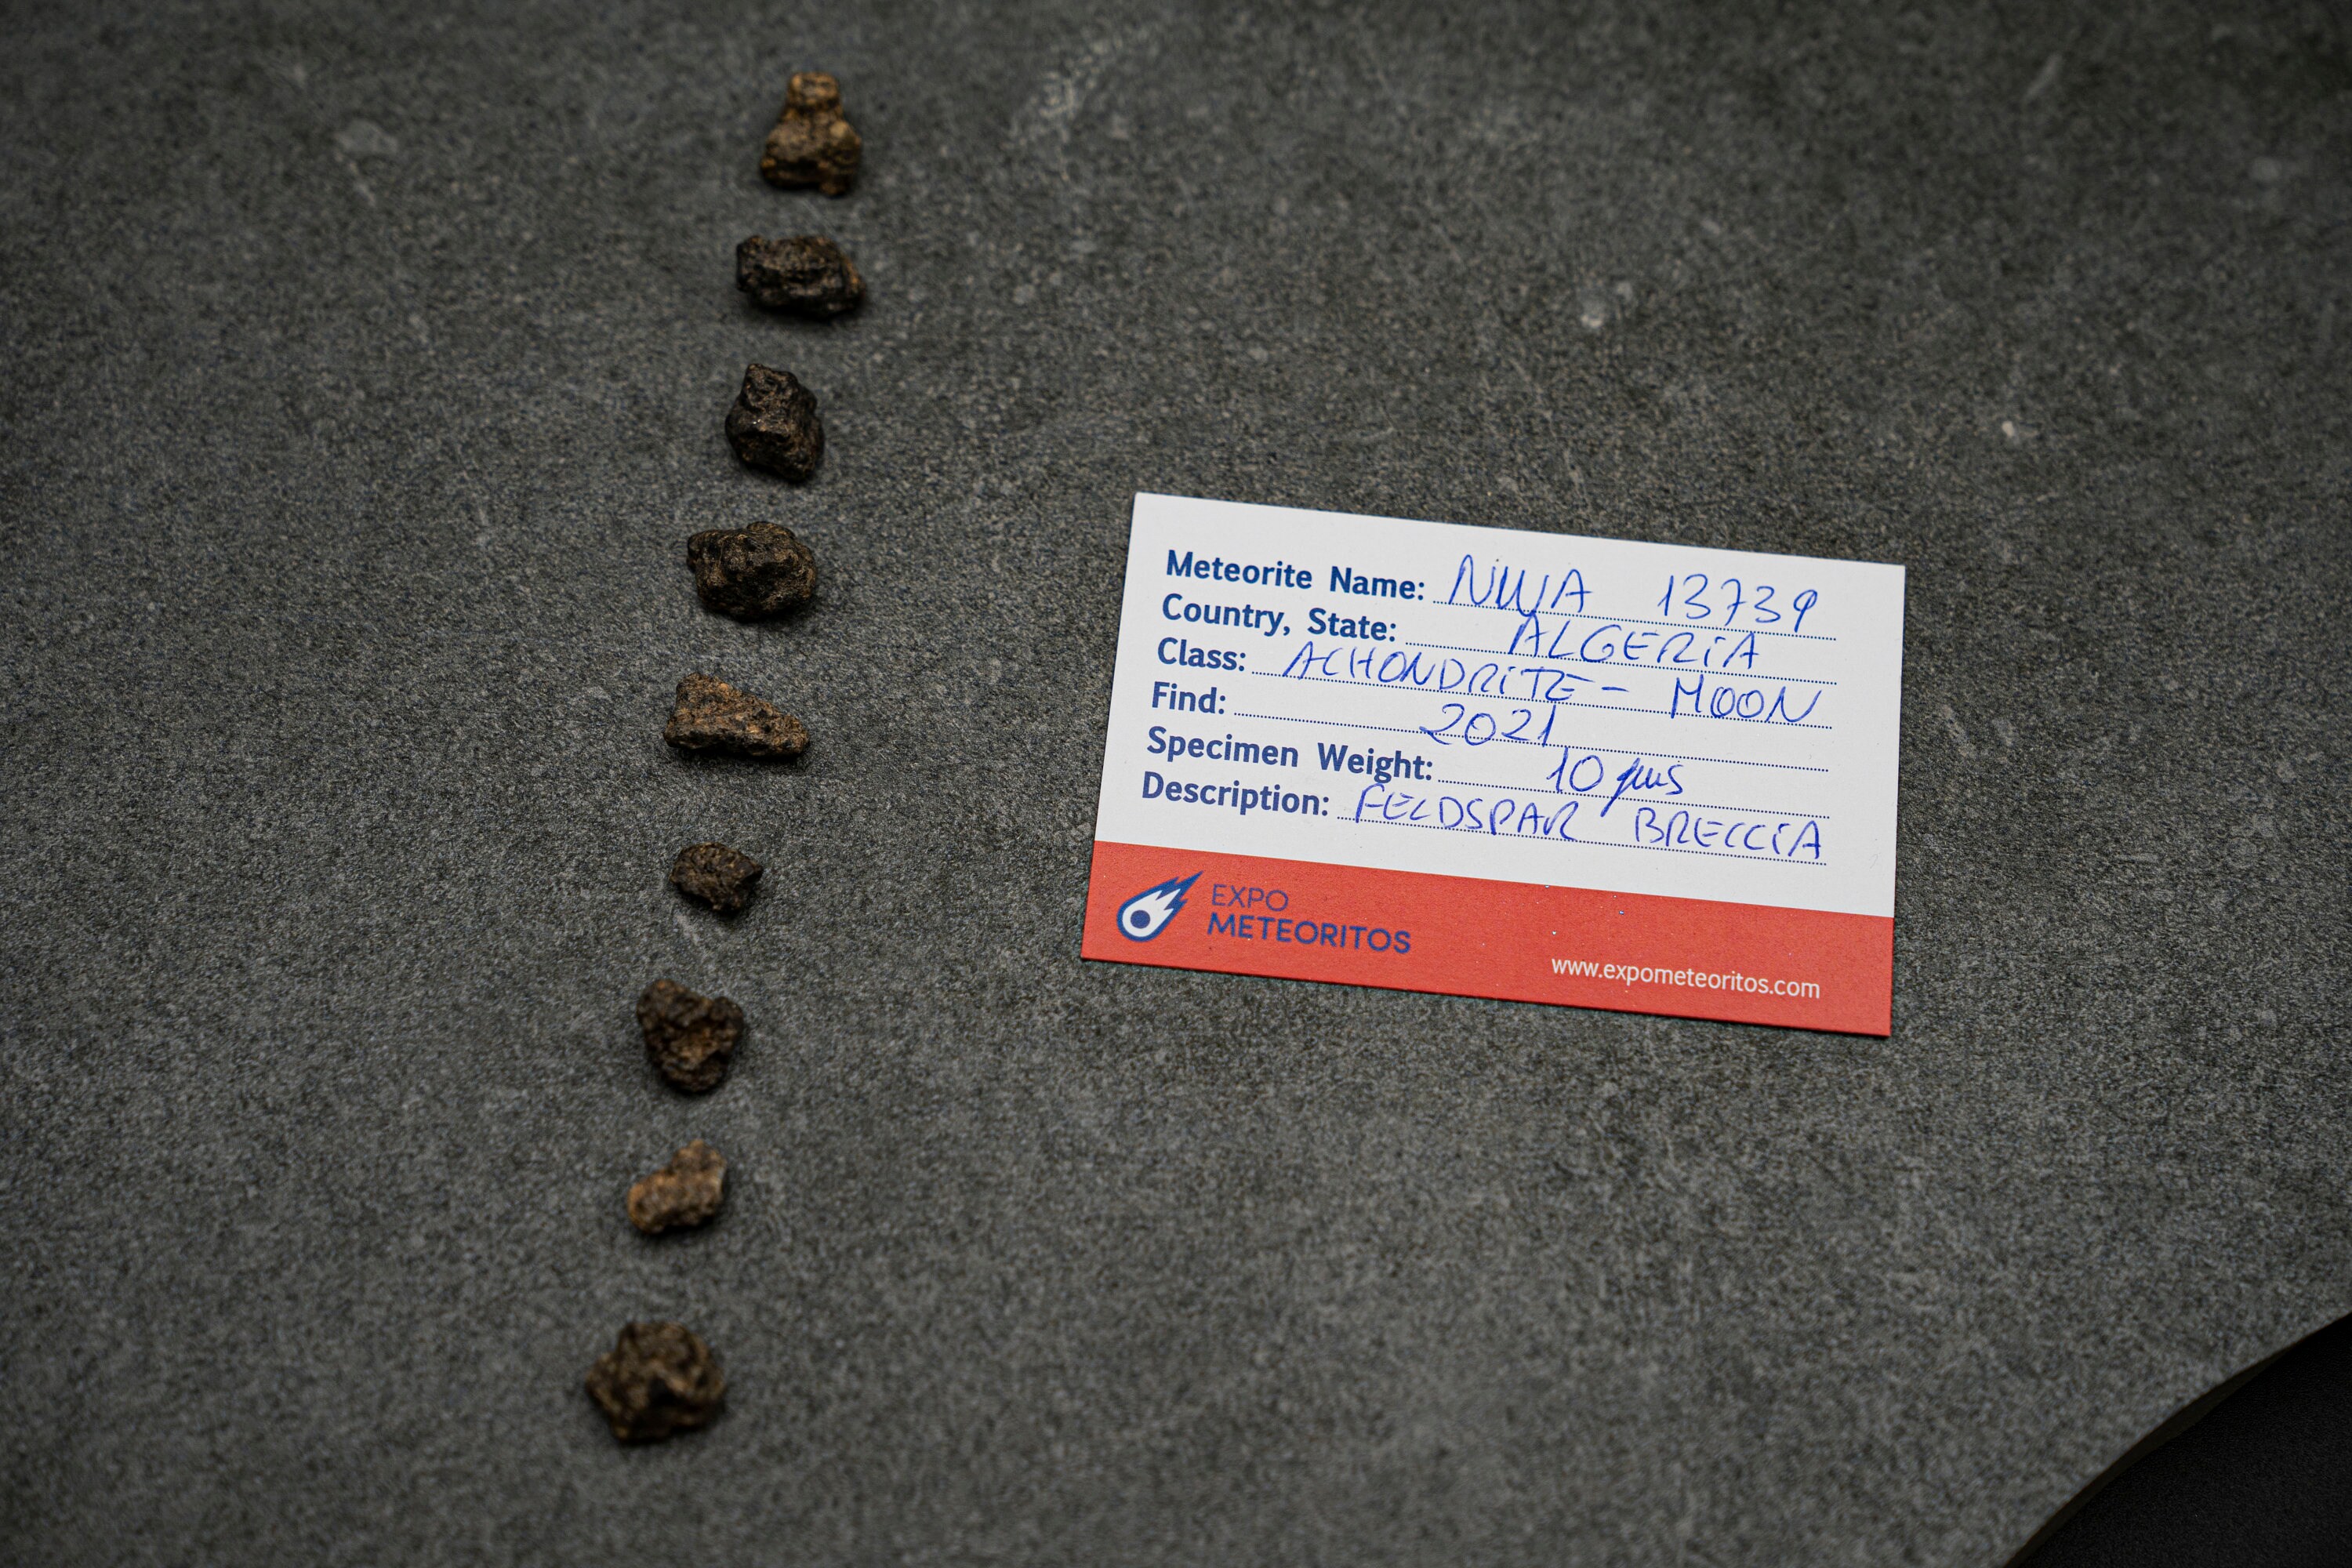 Meteorite Name: NWA 13739
Country, State: ALGERiA
Class: ACHONDRiTE - MOON
Find: 2021
Specimen Weight: 10 gms
Description: FELDSPAR BRECCiA
EXPO
METEORITOS
www.expometeoritos.com